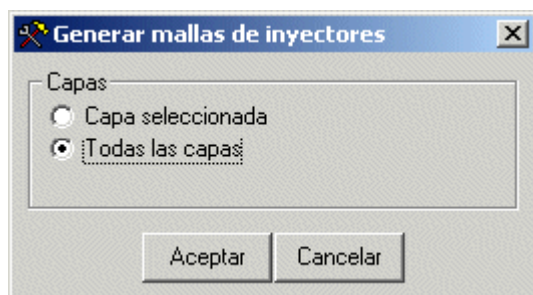 Generar mallas de inyectores
Capas
Capa seleccionada
Todas las capas
Aceptar Cancelar